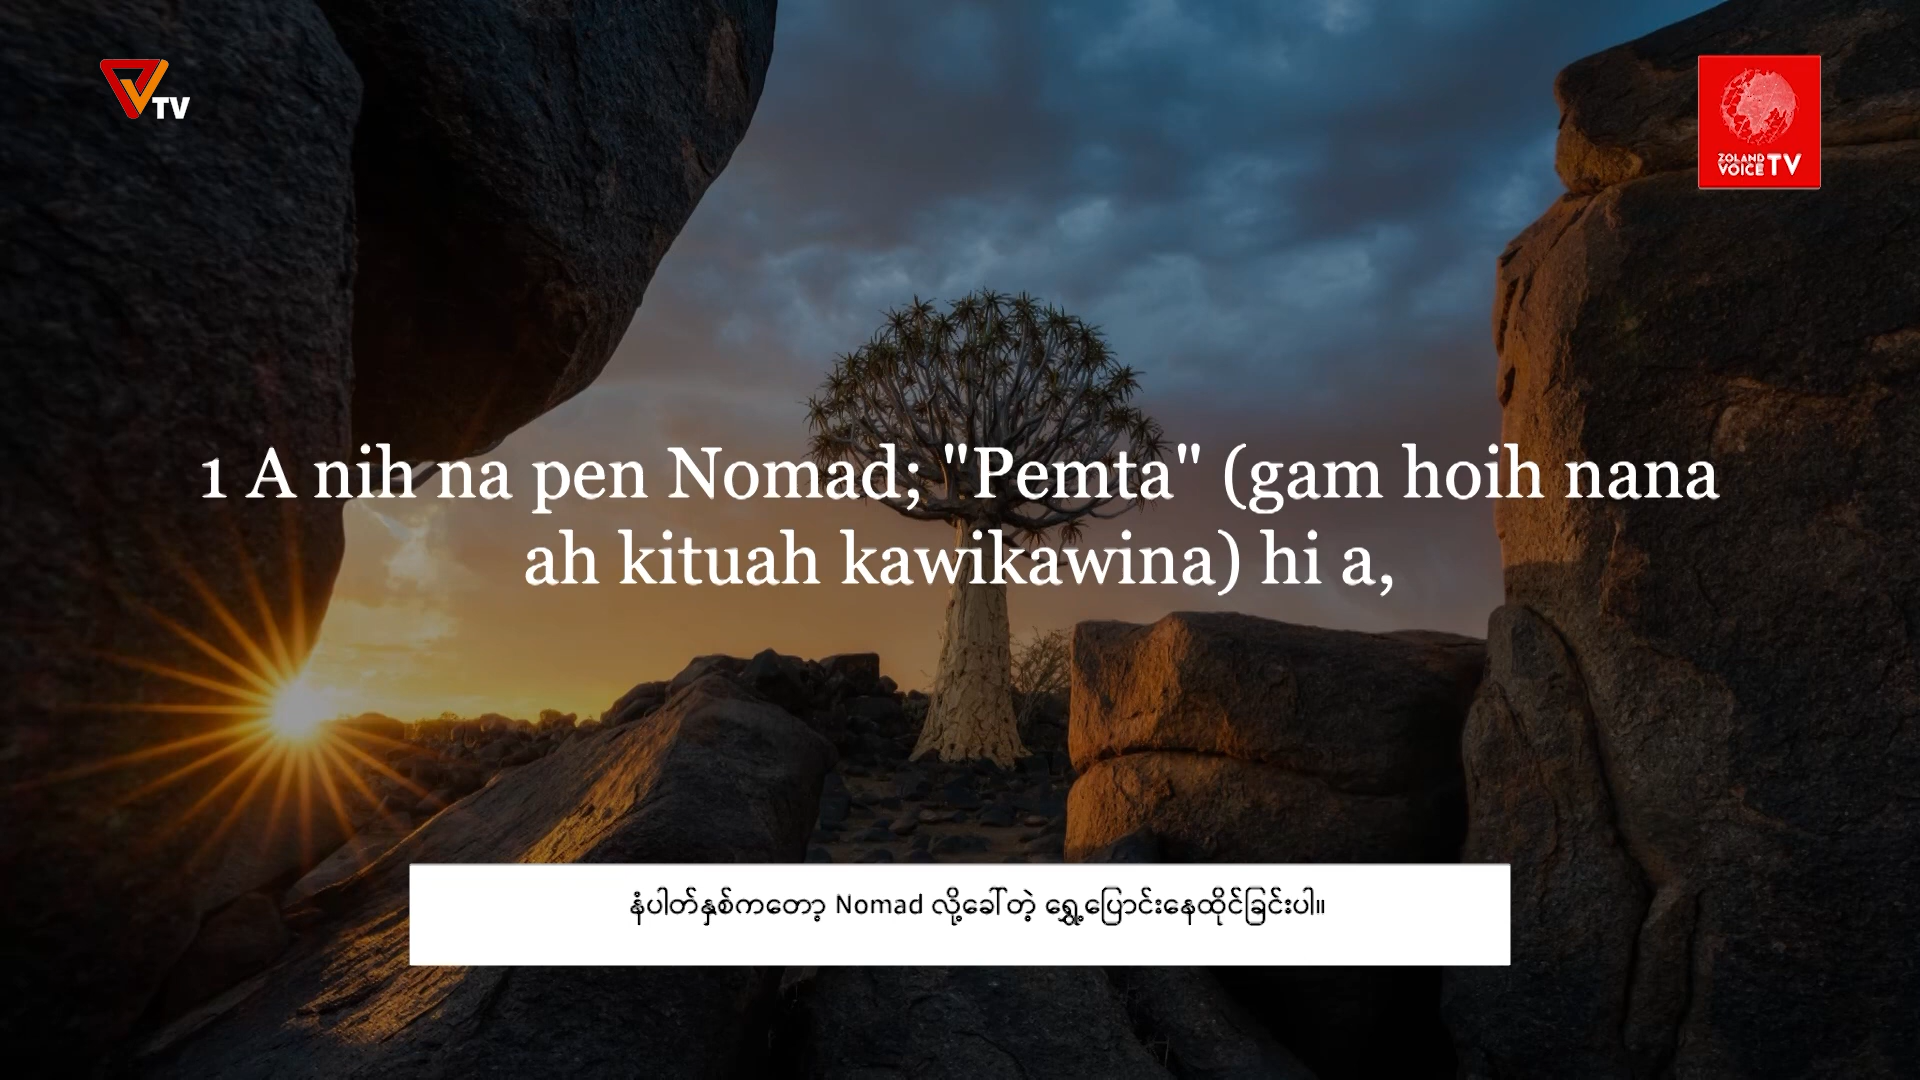 TV
ZOLAND
VOICE TV
1 A nih na pen Nomad; "Pemta" (gam hoih nana
ah kituah kawikawina) hi a,
နံပါတ်နှစ်ကတော့ Nomad လို့ခေါ်တဲ့ ရွှေ့ပြောင်းနေထိုင်ခြင်းပါ။